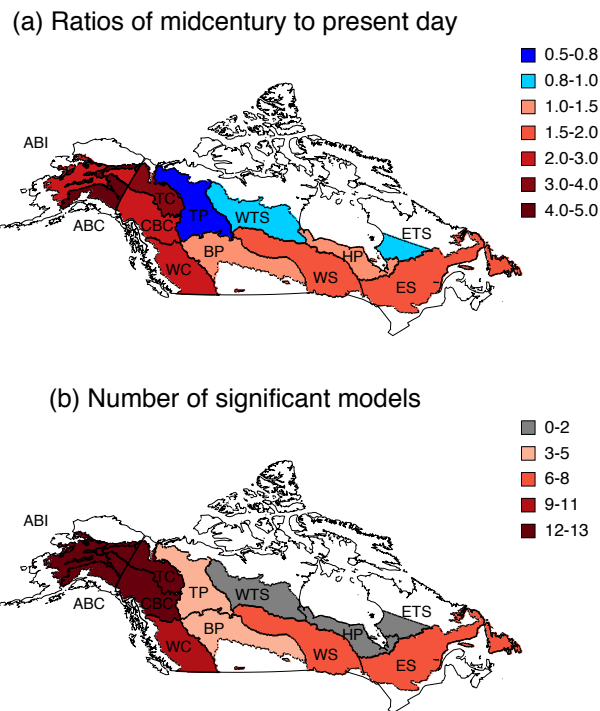 (a) Ratios of midcentury to present day
0.5-0.8
0.8-1.0
1.0-1.5
1.5-2.0
2.0-3.0
3.0-4.0
4.0-5.0
ABI
TC
TP
WTS
ABC
CBC
ETS
BP
HP
WC
WS
ES
(b) Number of significant models
0-2
3-5
6-8
9-11
12-13
ABI
TC
TP
WTS
ABC
CBC
ETS
BP
HP
WC
WS
ES